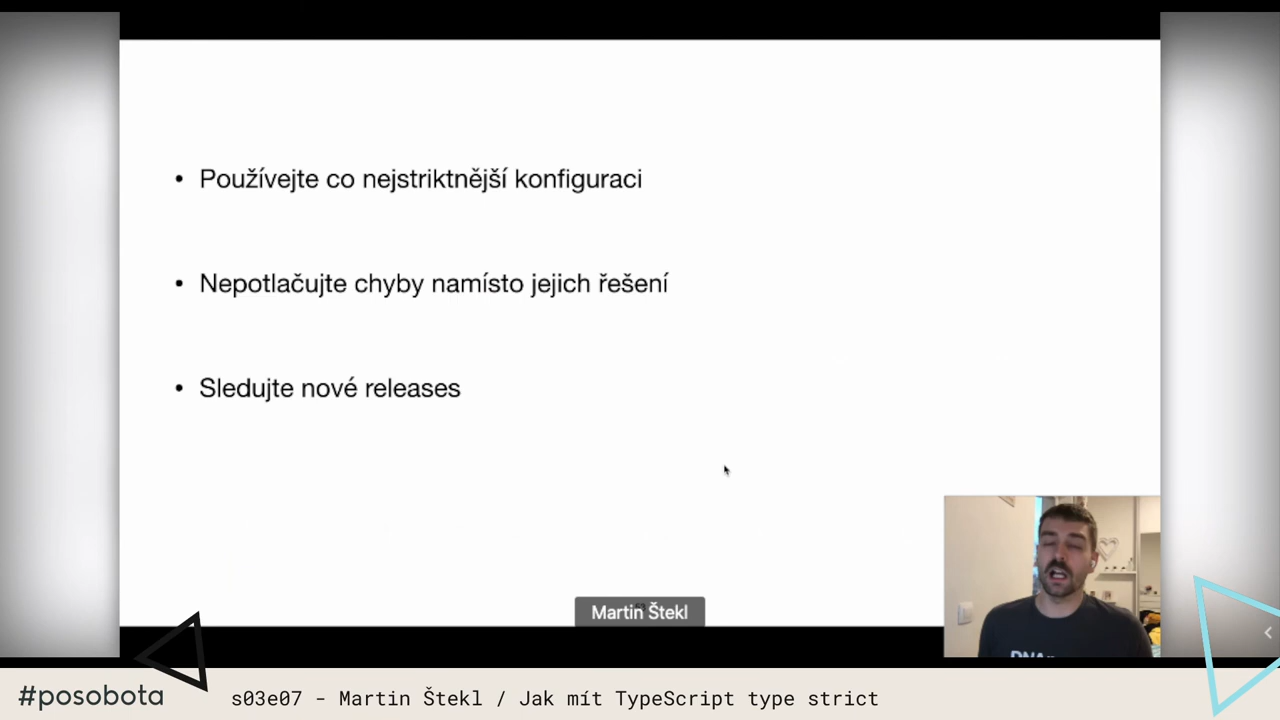 • Používejte co nejstriktnější konfiguraci
• Nepotlačujte chyby namísto jejich řešení
• Sledujte nové releases
Martin Štekl
#posobota
s03e07 - Martin Štekl / Jak mít TypeScript type strict